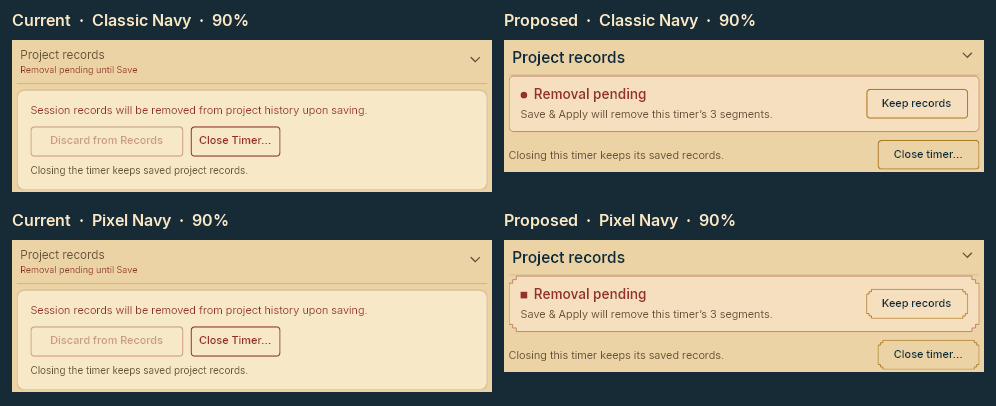 Current · Classic Navy · 90%
Project records
Removal pending until Save
Session records will be removed from project history upon saving.
Discard from Records
Close Timer...
Closing the timer keeps saved project records.
Proposed · Classic Navy · 90%
Project records
Removal pending
Save & Apply will remove this timer's 3 segments.
Keep records
Closing this timer keeps its saved records.
Close timer...
Current · Pixel Navy · 90%
Project records
Removal pending until Save
Session records will be removed from project history upon saving.
Discard from Records
Close Timer...
Closing the timer keeps saved project records.
Proposed · Pixel Navy · 90%
Project records
Removal pending
Save & Apply will remove this timer's 3 segments.
Keep records
Closing this timer keeps its saved records.
Close timer...